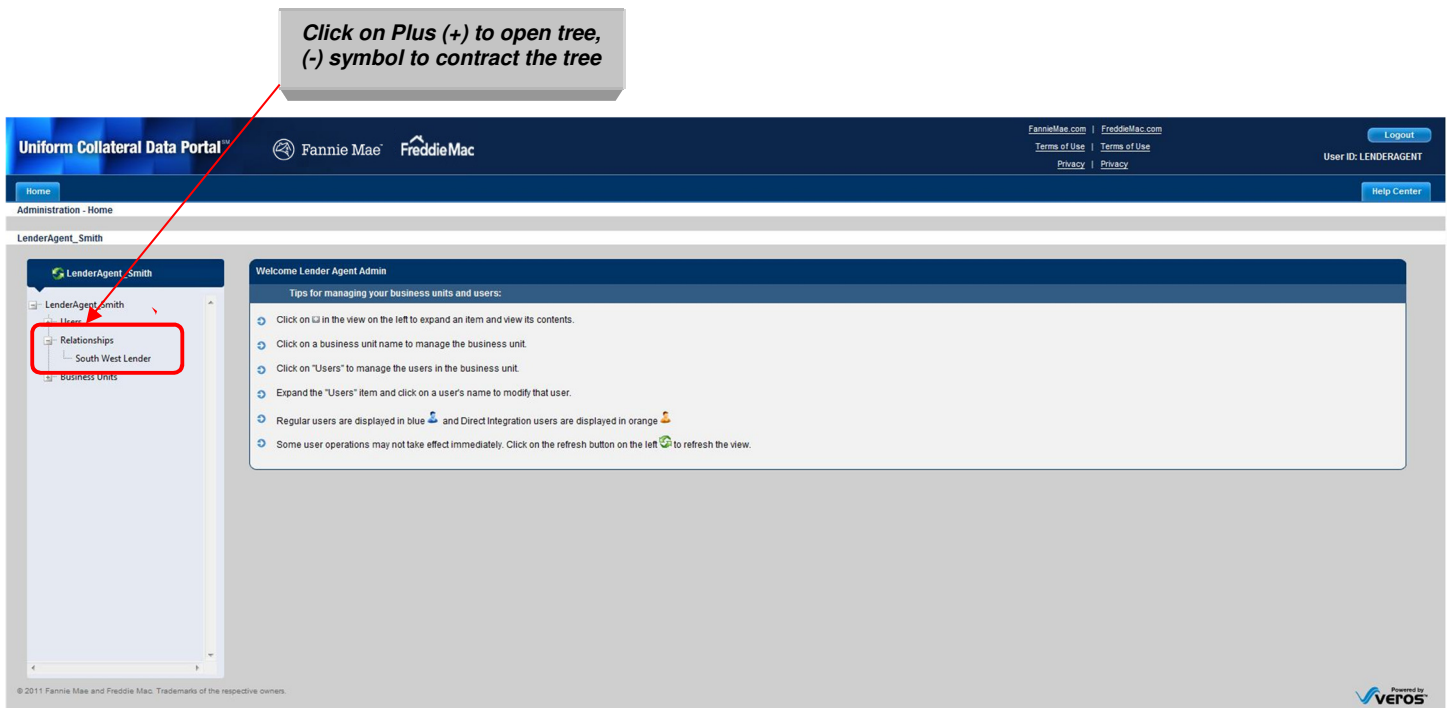 Click on Plus (+) to open tree,
(-) symbol to contract the tree
Uniform Collateral Data Portal℠
Fannie Mae
Freddie Mac
FannieMae.com | FreddieMac.com
Terms of Use | Terms of Use
Privacy | Privacy
Logout
User ID: LENDERAGENT
Home
Help Center
Administration - Home
LenderAgent_Smith
LenderAgent_Smith
LenderAgent_Smith
Users
Relationships
South West Lender
Business Units
Welcome Lender Agent Admin
Tips for managing your business units and users:
Click on in the view on the left to expand an item and view its contents.
Click on a business unit name to manage the business unit.
Click on "Users" to manage the users in the business unit.
Expand the "Users" item and click on a user's name to modify that user.
Regular users are displayed in blue and Direct Integration users are displayed in orange
Some user operations may not take effect immediately. Click on the refresh button on the left to refresh the view.
© 2011 Fannie Mae and Freddie Mac. Trademarks of the respective owners.
Powered by
veros